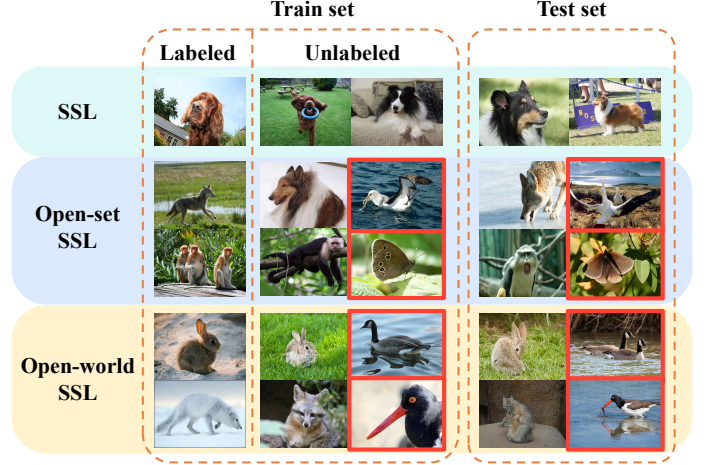 Train set
Test set
Labeled
Unlabeled
SSL
Open-set
SSL
Open-world
SSL